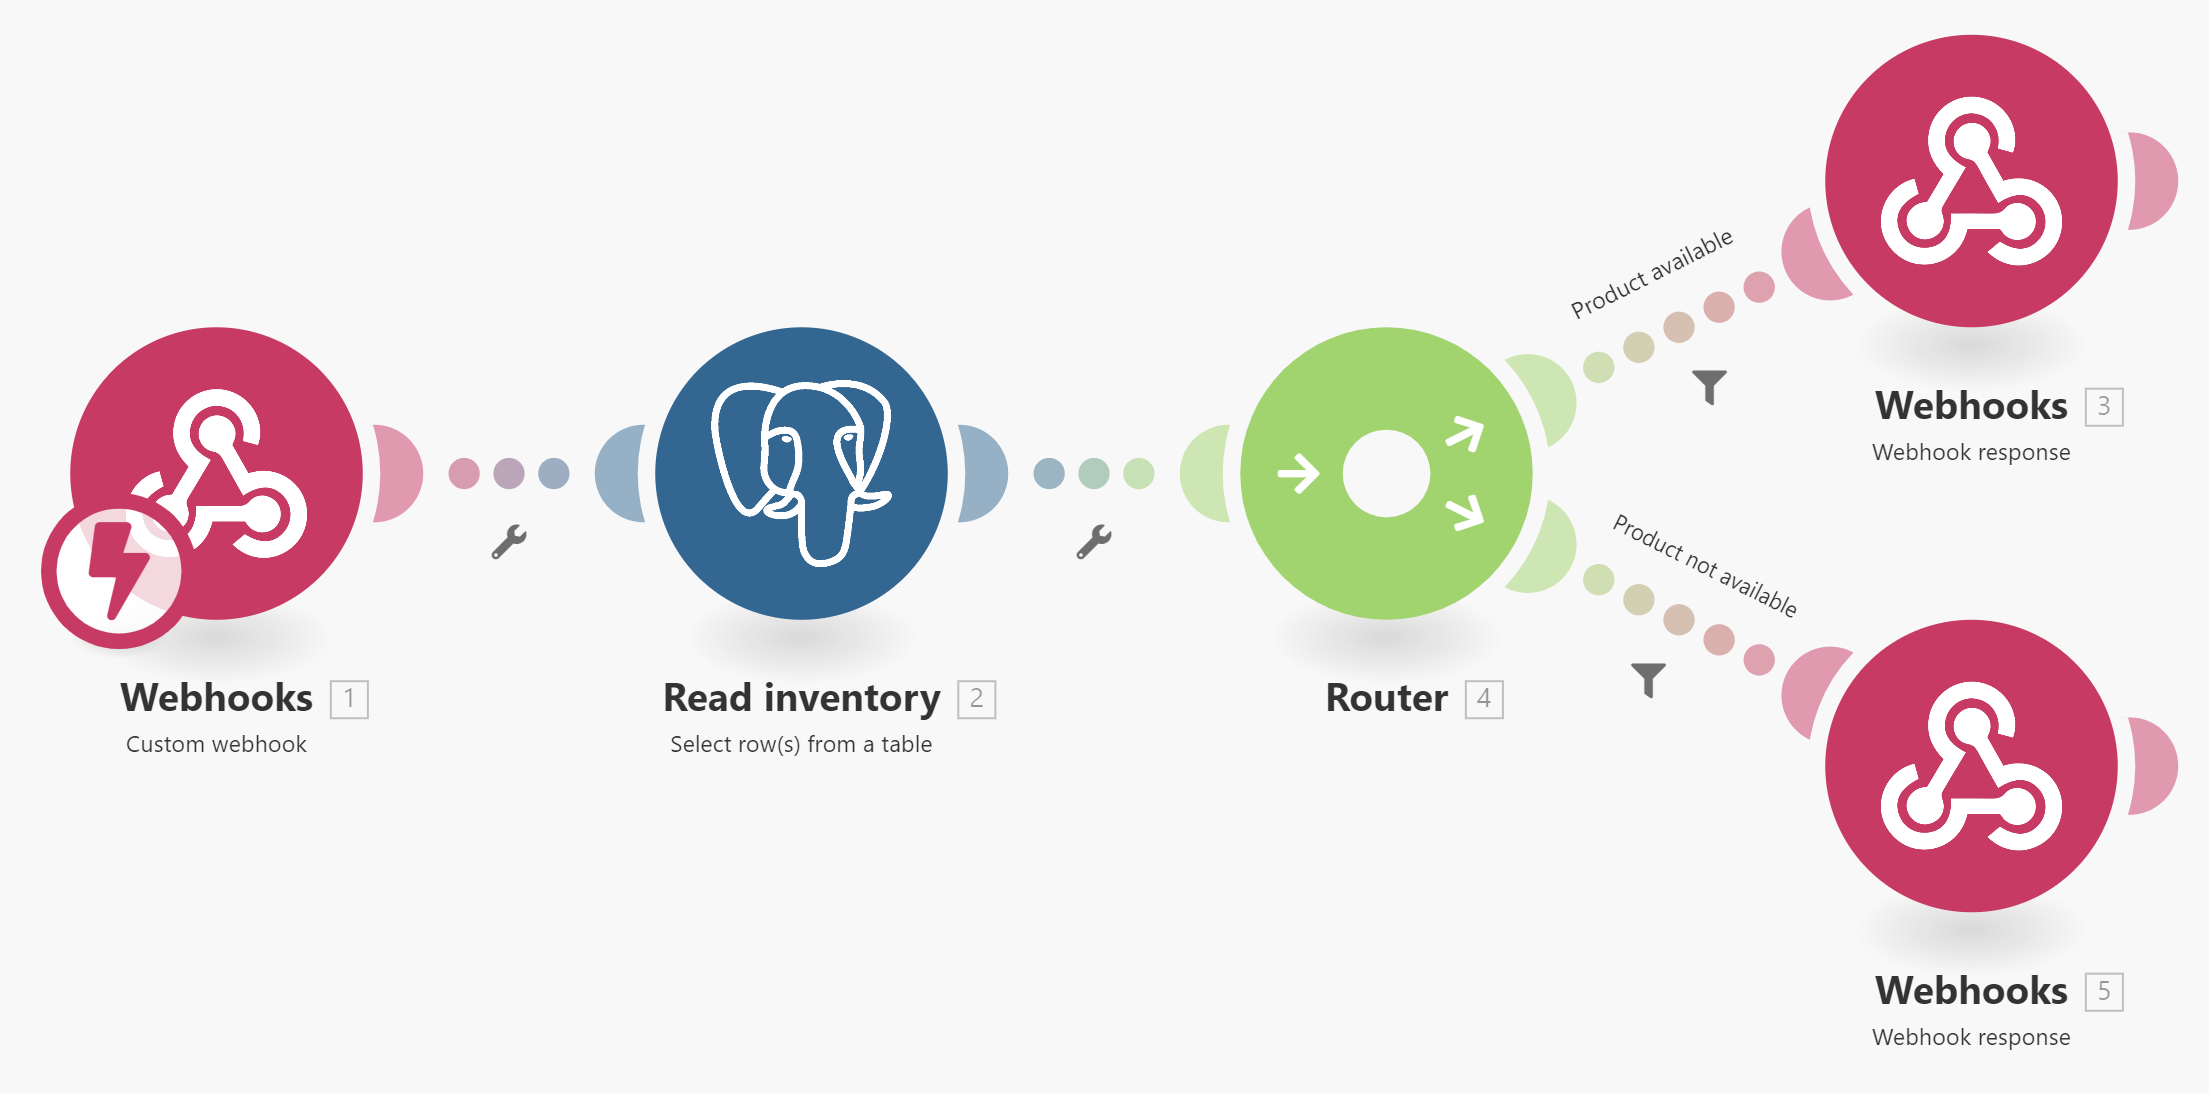 Webhooks 1
Custom webhook
Read inventory 2
Select row(s) from a table
Router 4
Product available
Webhooks 3
Webhook response
Product not available
Webhooks 5
Webhook response